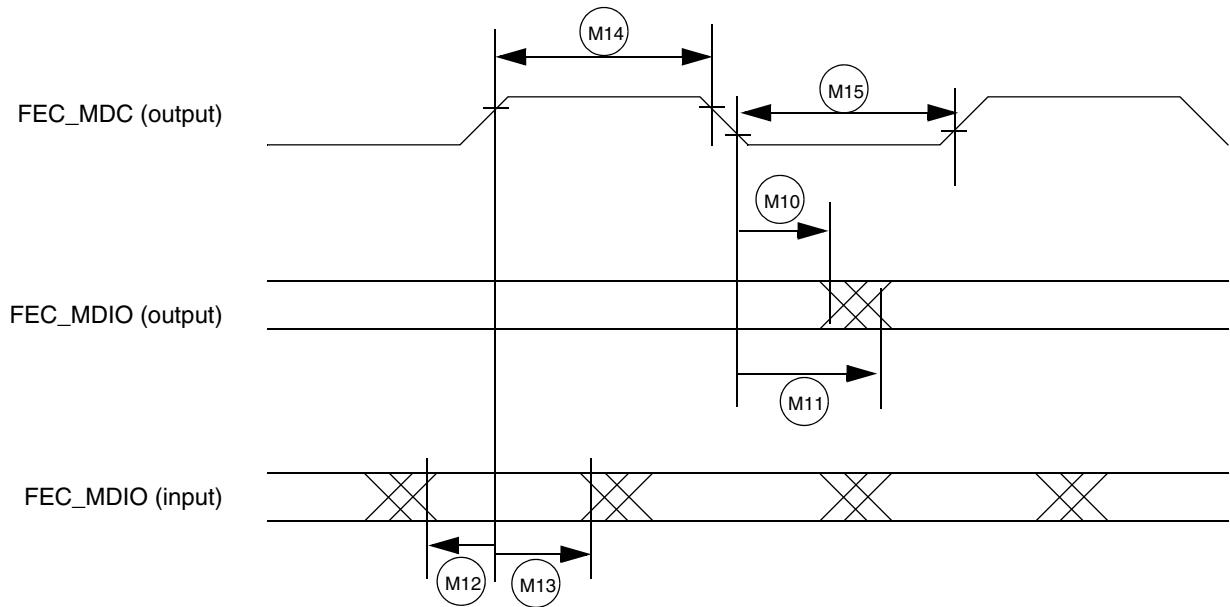 M14
FEC_MDC (output)
M15
M10
FEC_MDIO (output)
M11
FEC_MDIO (input)
M12
M13